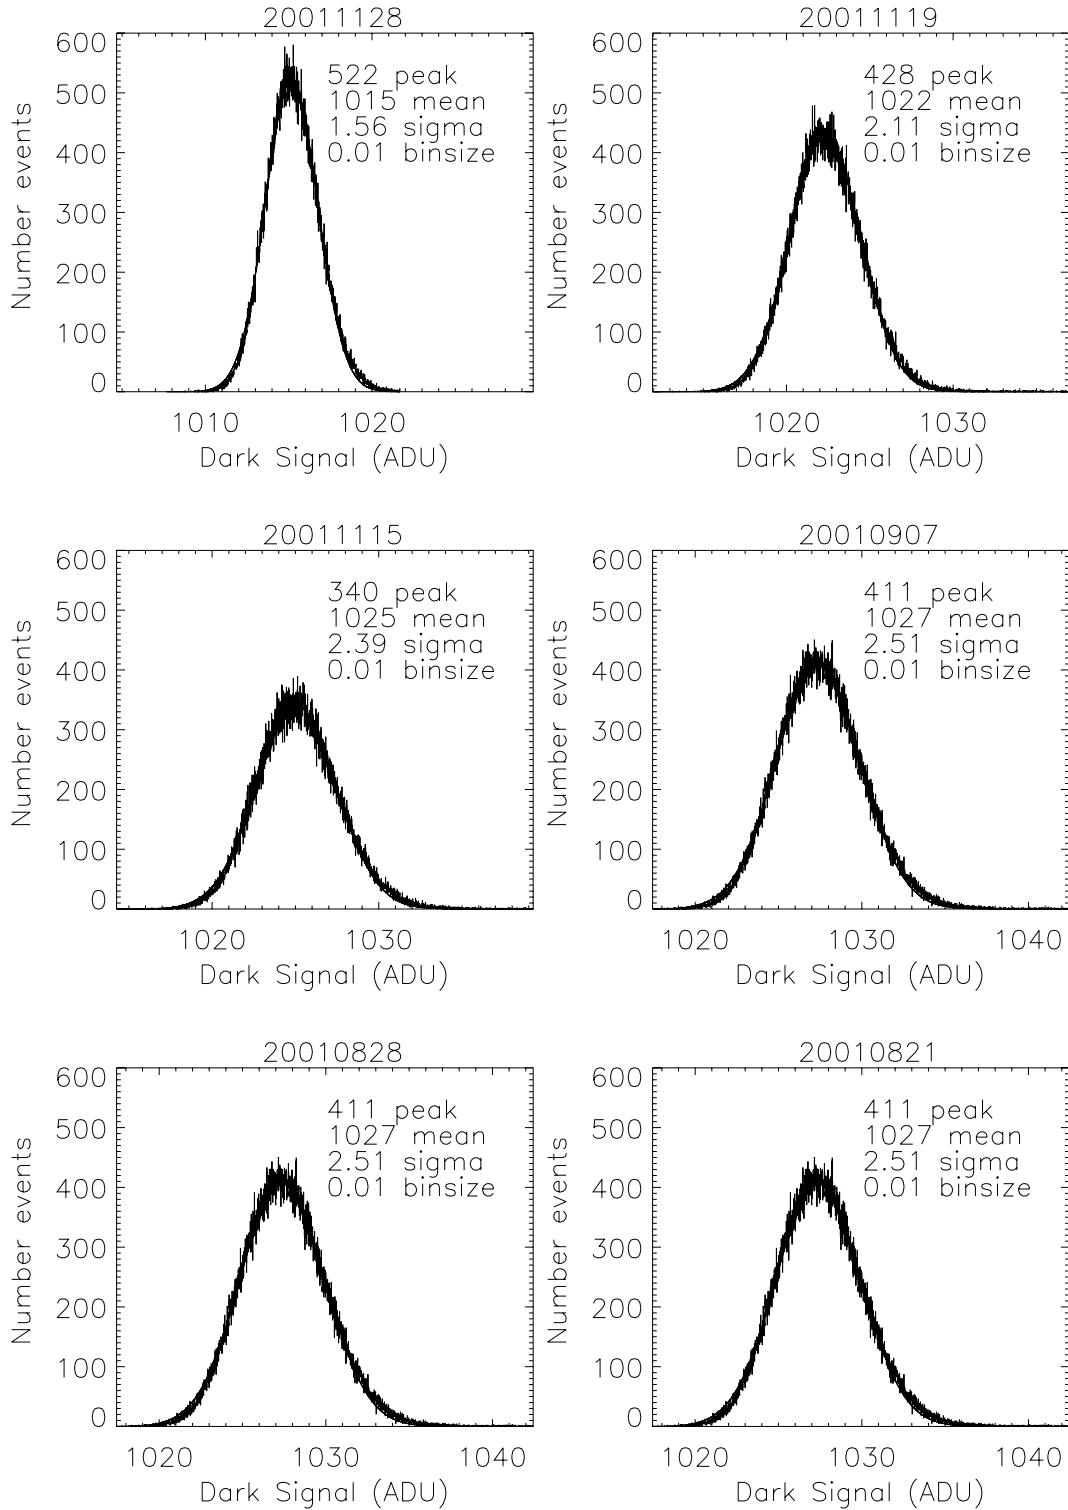 20011128
600
500
400
300
200
100
0
Number events
522 peak
1015 mean
1.56 sigma
0.01 binsize
1010 1020
Dark Signal (ADU)
20011119
600
500
400
300
200
100
0
Number events
428 peak
1022 mean
2.11 sigma
0.01 binsize
1020 1030
Dark Signal (ADU)
20011115
600
500
400
300
200
100
0
Number events
340 peak
1025 mean
2.39 sigma
0.01 binsize
1020 1030
Dark Signal (ADU)
20010907
600
500
400
300
200
100
0
Number events
411 peak
1027 mean
2.51 sigma
0.01 binsize
1020 1030 1040
Dark Signal (ADU)
20010828
600
500
400
300
200
100
0
Number events
411 peak
1027 mean
2.51 sigma
0.01 binsize
1020 1030 1040
Dark Signal (ADU)
20010821
600
500
400
300
200
100
0
Number events
411 peak
1027 mean
2.51 sigma
0.01 binsize
1020 1030 1040
Dark Signal (ADU)